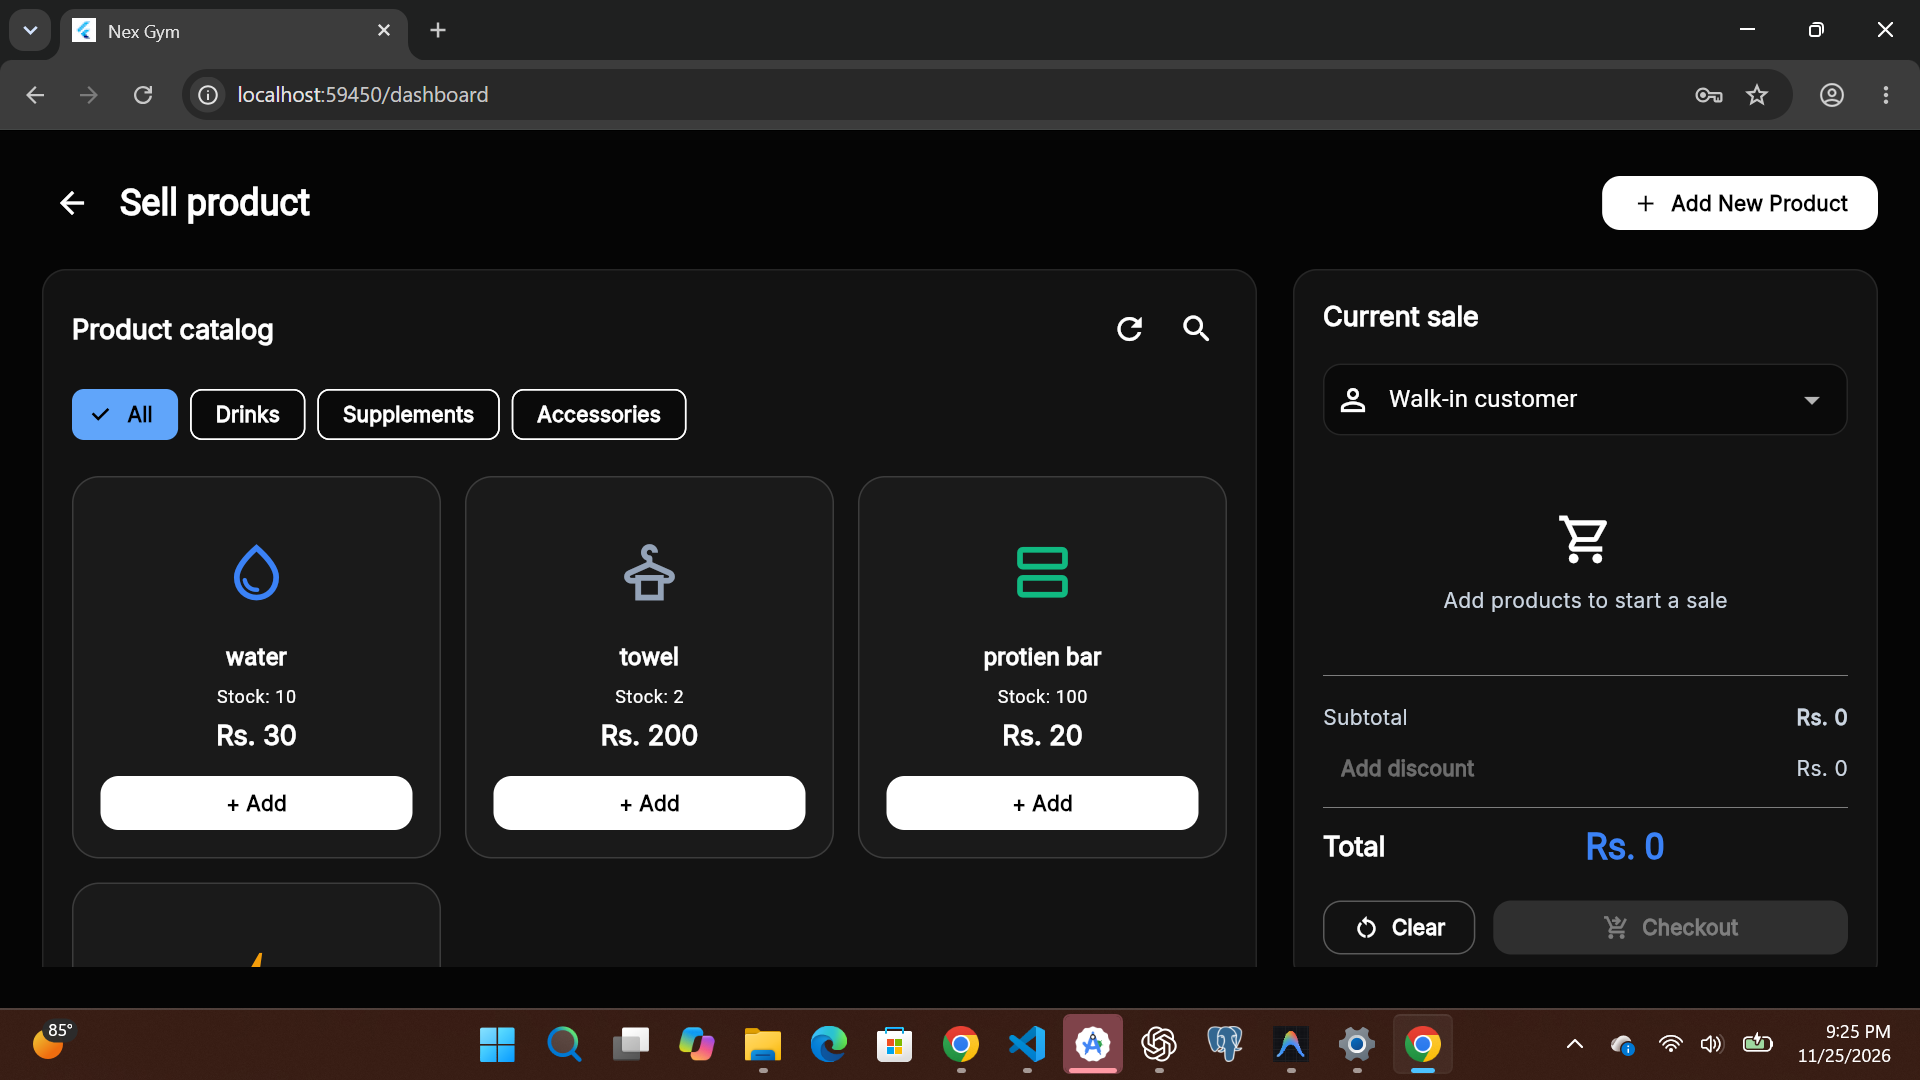 Nex Gym
localhost:59450/dashboard
Sell product
+ Add New Product
Product catalog
All
Drinks
Supplements
Accessories
water
Stock: 10
Rs. 30
+ Add
towel
Stock: 2
Rs. 200
+ Add
protien bar
Stock: 100
Rs. 20
+ Add
Current sale
Walk-in customer
Add products to start a sale
Subtotal Rs. 0
Add discount Rs. 0
Total Rs. 0
Clear
Checkout
85°
9:25 PM
11/25/2026